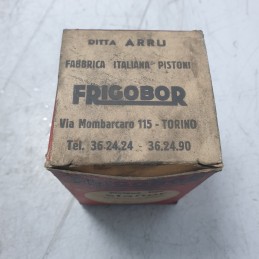 DITTA ARRU
FABBRICA ITALIANA PISTONI
FRIGOBOR
Via Mombarcaro 115 - TORINO
Tel. 36.24.24 - 36.24.90